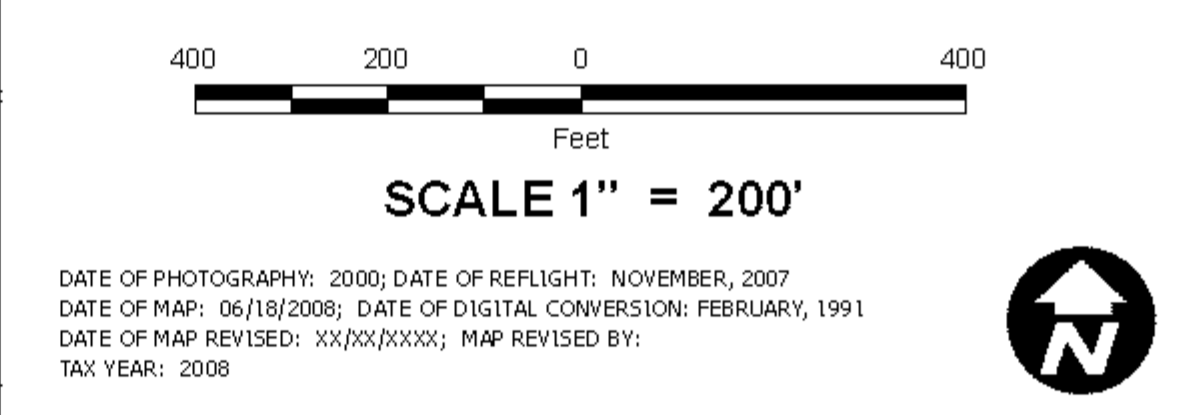 400 200 0 400
Feet
SCALE 1” = 200’
DATE OF PHOTOGRAPHY: 2000; DATE OF REFLIGHT: NOVEMBER, 2007
DATE OF MAP: 06/18/2008; DATE OF DIGITAL CONVERSION: FEBRUARY, 1991
DATE OF MAP REVISED: XX/XX/XXXX; MAP REVISED BY:
TAX YEAR: 2008
N